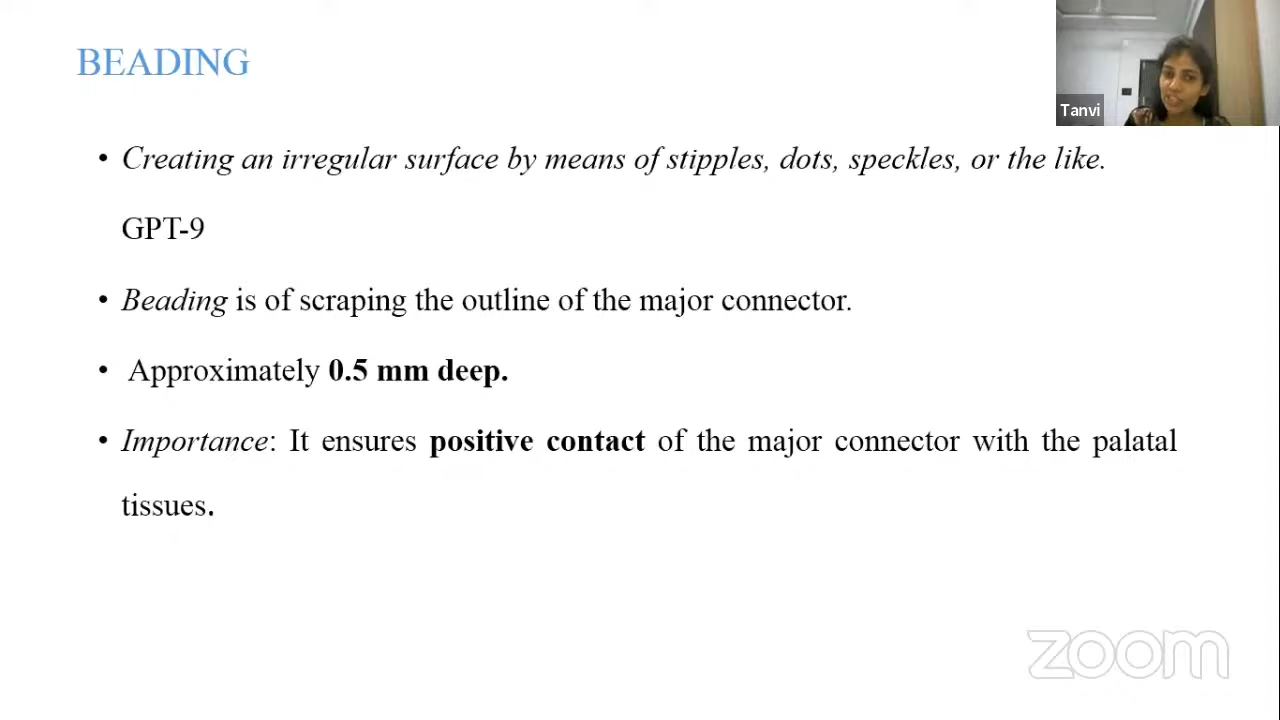 BEADING
Tanvi
• Creating an irregular surface by means of stipples, dots, speckles, or the like.
GPT-9
• Beading is of scraping the outline of the major connector.
• Approximately 0.5 mm deep.
• Importance: It ensures positive contact of the major connector with the palatal
tissues.
zoom